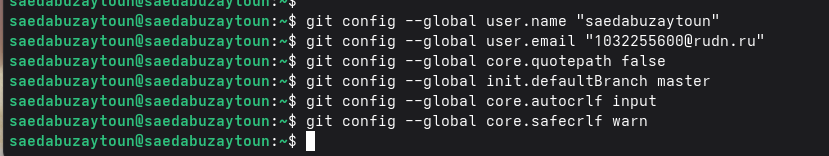 saedabuzaytoun@saedabuzaytoun:~$
saedabuzaytoun@saedabuzaytoun:~$ git config --global user.name "saedabuzaytoun"
saedabuzaytoun@saedabuzaytoun:~$ git config --global user.email "1032255600@rudn.ru"
saedabuzaytoun@saedabuzaytoun:~$ git config --global core.quotepath false
saedabuzaytoun@saedabuzaytoun:~$ git config --global init.defaultBranch master
saedabuzaytoun@saedabuzaytoun:~$ git config --global core.autocrlf input
saedabuzaytoun@saedabuzaytoun:~$ git config --global core.safecrlf warn
saedabuzaytoun@saedabuzaytoun:~$